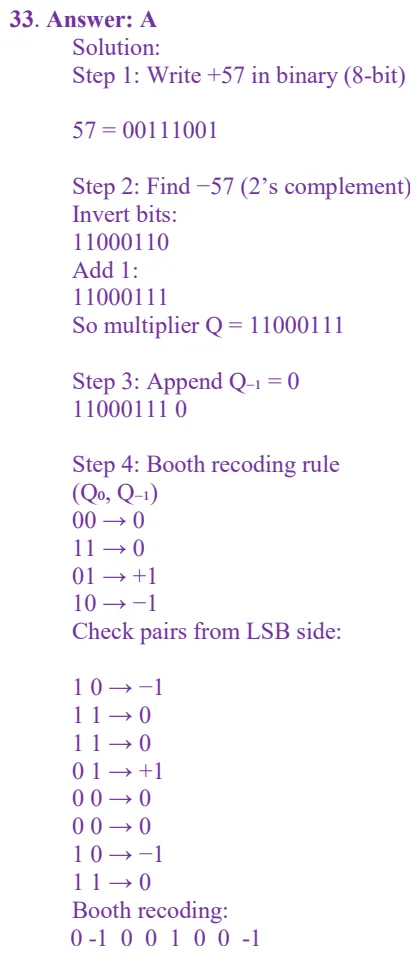 33. Answer: A
Solution:
Step 1: Write +57 in binary (8-bit)
57 = 00111001
Step 2: Find −57 (2’s complement)
Invert bits:
11000110
Add 1:
11000111
So multiplier Q = 11000111
Step 3: Append Q₋₁ = 0
11000111 0
Step 4: Booth recoding rule
(Q₀, Q₋₁)
00 → 0
11 → 0
01 → +1
10 → −1
Check pairs from LSB side:
1 0 → −1
1 1 → 0
1 1 → 0
0 1 → +1
0 0 → 0
0 0 → 0
1 0 → −1
1 1 → 0
Booth recoding:
0 -1 0 0 1 0 0 -1